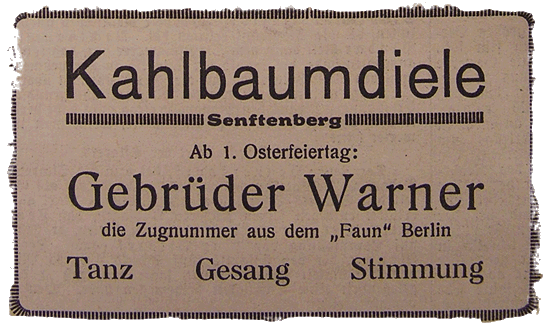 Kahlbaumdiele
Senftenberg
Ab 1. Osterfeiertag:
Gebrüder Warner
die Zugnummer aus dem „Faun“ Berlin
Tanz Gesang Stimmung